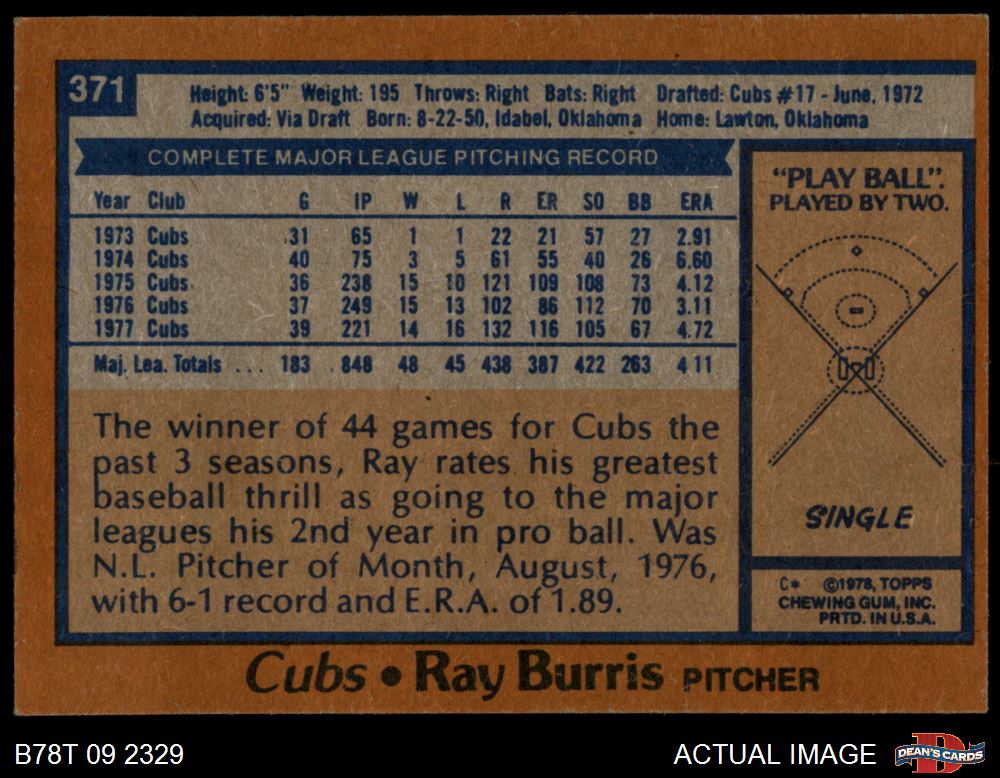 371
Height: 6'5" Weight: 195 Throws: Right Bats: Right Drafted: Cubs #17 - June, 1972
Acquired: Via Draft Born: 8-22-50, Idabel, Oklahoma Home: Lawton, Oklahoma
COMPLETE MAJOR LEAGUE PITCHING RECORD
Year Club G IP W L R ER SO BB ERA
1973 Cubs 31 65 1 1 22 21 57 27 2.91
1974 Cubs 40 75 3 5 61 55 40 26 6.60
1975 Cubs 36 238 15 10 121 109 108 73 4.12
1976 Cubs 37 249 15 13 102 86 112 70 3.11
1977 Cubs 39 221 14 16 132 116 105 67 4.72
Maj. Lea. Totals ... 183 848 48 45 438 387 422 263 4 11
The winner of 44 games for Cubs the
past 3 seasons, Ray rates his greatest
baseball thrill as going to the major
leagues his 2nd year in pro ball. Was
N.L. Pitcher of Month, August, 1976,
with 6-1 record and E.R.A. of 1.89.
"PLAY BALL".
PLAYED BY TWO.
SINGLE
C* ©1978, TOPPS
CHEWING GUM, INC.
PRTD. IN U.S.A.
Cubs • Ray Burris PITCHER
B78T 09 2329
ACTUAL IMAGE
DEAN'S CARDS